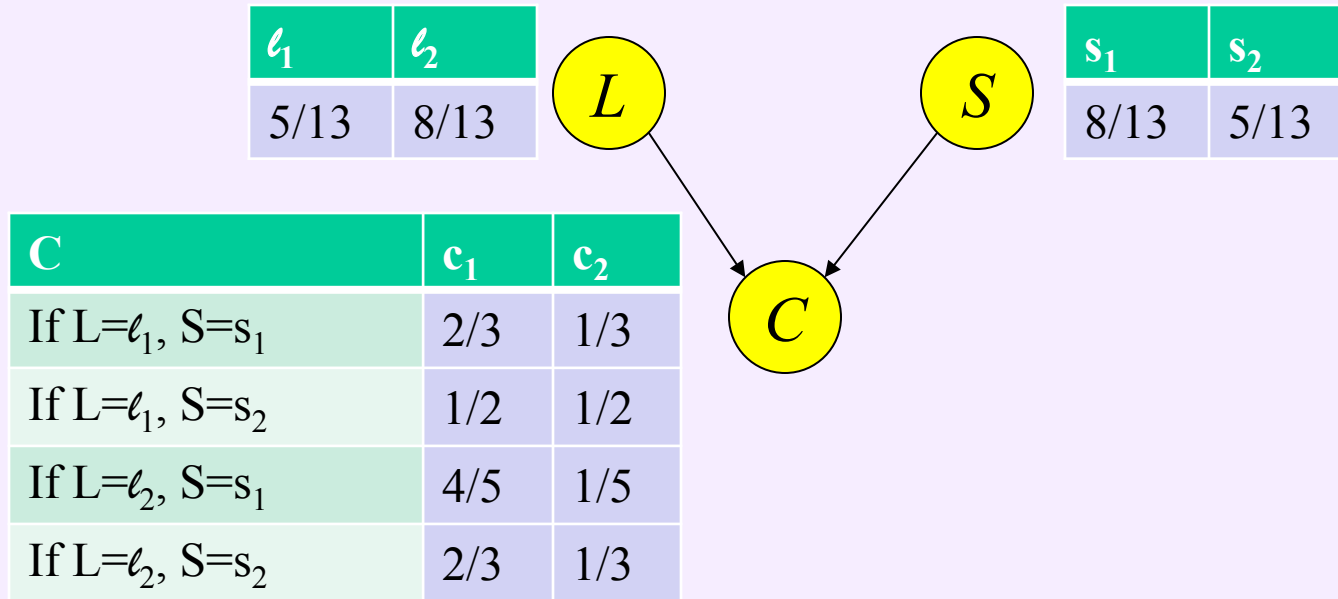 ℓ₁ ℓ₂
5/13 8/13
L
S
s₁ s₂
8/13 5/13
C c₁ c₂
If L=ℓ₁, S=s₁ 2/3 1/3
If L=ℓ₁, S=s₂ 1/2 1/2
If L=ℓ₂, S=s₁ 4/5 1/5
If L=ℓ₂, S=s₂ 2/3 1/3
C